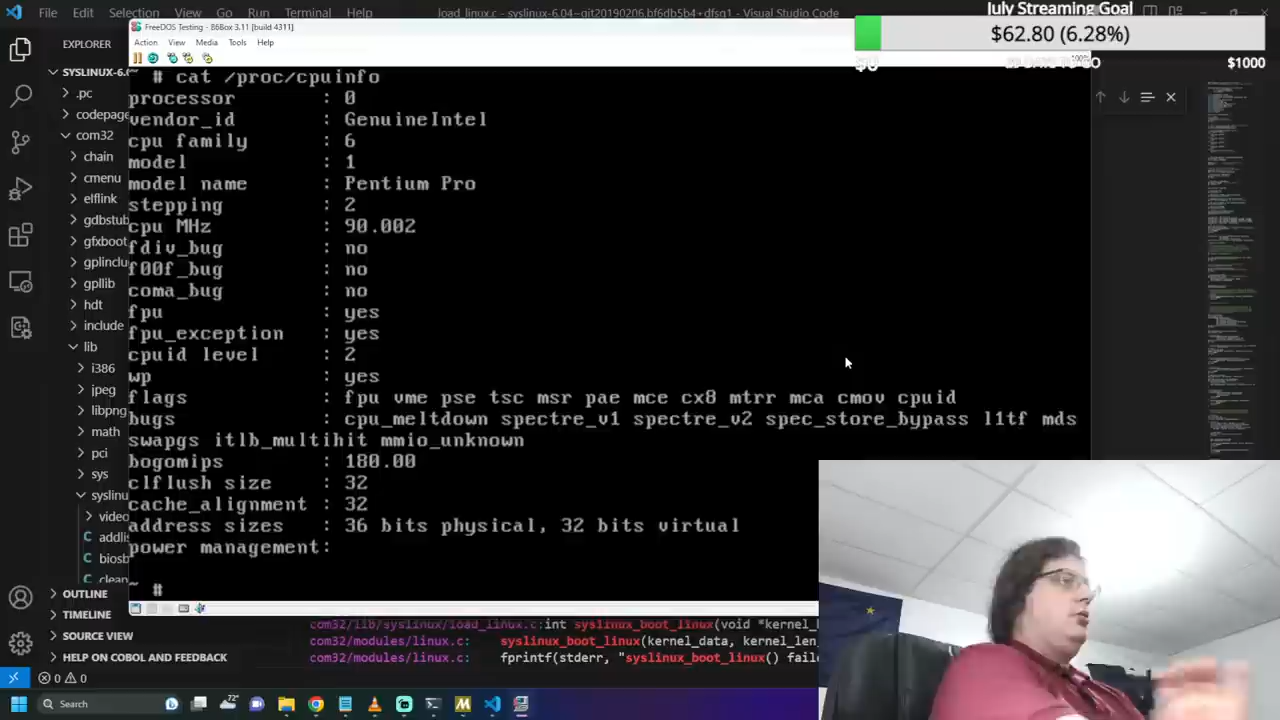 File Edit Selection View Go Run Terminal Help load_linux.c - syslinux-6.04~git20190206.bf6db5b4+dfsg1 - Visual Studio Code
July Streaming Goal
$62.80 (6.28%)
$0
$1000
EXPLORER
SYSLINUX-6.0
.pc
codepage
com32
chain
cmenu
elflink
gdbstub
gfxboot
gplinclu
gpllib
hdt
include
lib
i386
jpeg
libpng
math
pci
sys
syslinu
video
addlis
biosb
clean
OUTLINE
TIMELINE
SOURCE VIEW
HELP ON COBOL AND FEEDBACK
FreeDOS Testing - 86Box 3.11 [build 4311]
Action View Media Tools Help
100%
~ # cat /proc/cpuinfo
processor : 0
vendor_id : GenuineIntel
cpu family : 6
model : 1
model name : Pentium Pro
stepping : 2
cpu MHz : 90.002
fdiv_bug : no
f00f_bug : no
coma_bug : no
fpu : yes
fpu_exception : yes
cpuid level : 2
wp : yes
flags : fpu vme pse tsc msr pae mce cx8 mtrr mca cmov cpuid
bugs : cpu_meltdown spectre_v1 spectre_v2 spec_store_bypass l1tf mds
swapgs itlb_multihit mmio_unknown
bogomips : 180.00
clflush size : 32
cache_alignment : 32
address sizes : 36 bits physical, 32 bits virtual
power management:
~ #
com32/lib/syslinux/load_linux.c:int syslinux_boot_linux(void *kernel_b
com32/modules/linux.c: syslinux_boot_linux(kernel_data, kernel_len
com32/modules/linux.c: fprintf(stderr, "syslinux_boot_linux() faile
0 0
Search
72°